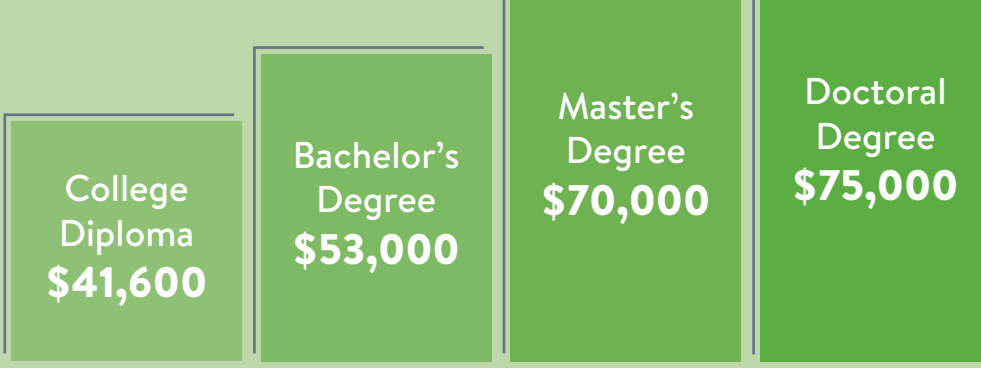 College
Diploma
$41,600
Bachelor’s
Degree
$53,000
Master’s
Degree
$70,000
Doctoral
Degree
$75,000